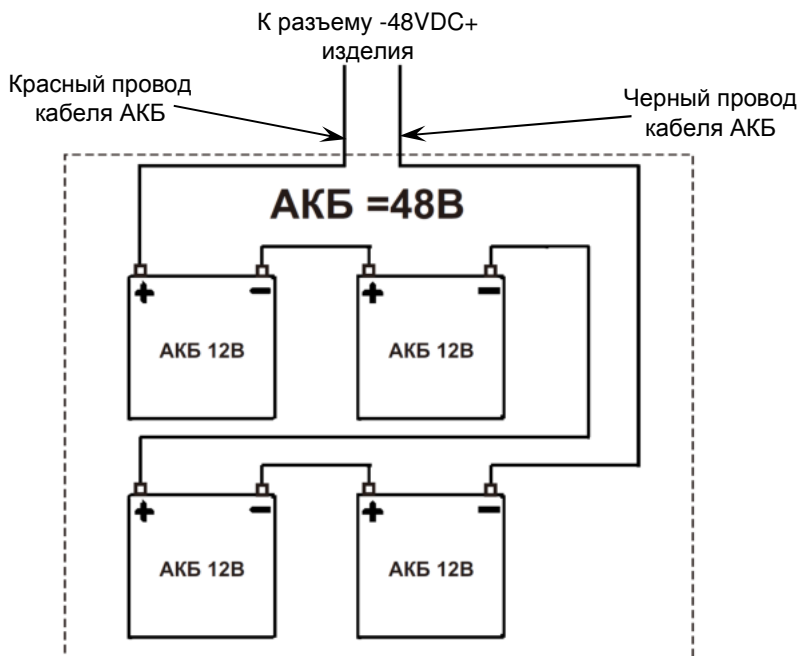 К разъему -48VDC+
изделия
Красный провод
кабеля АКБ
Черный провод
кабеля АКБ
АКБ =48В
+ − + −
АКБ 12В АКБ 12В
+ − + −
АКБ 12В АКБ 12В